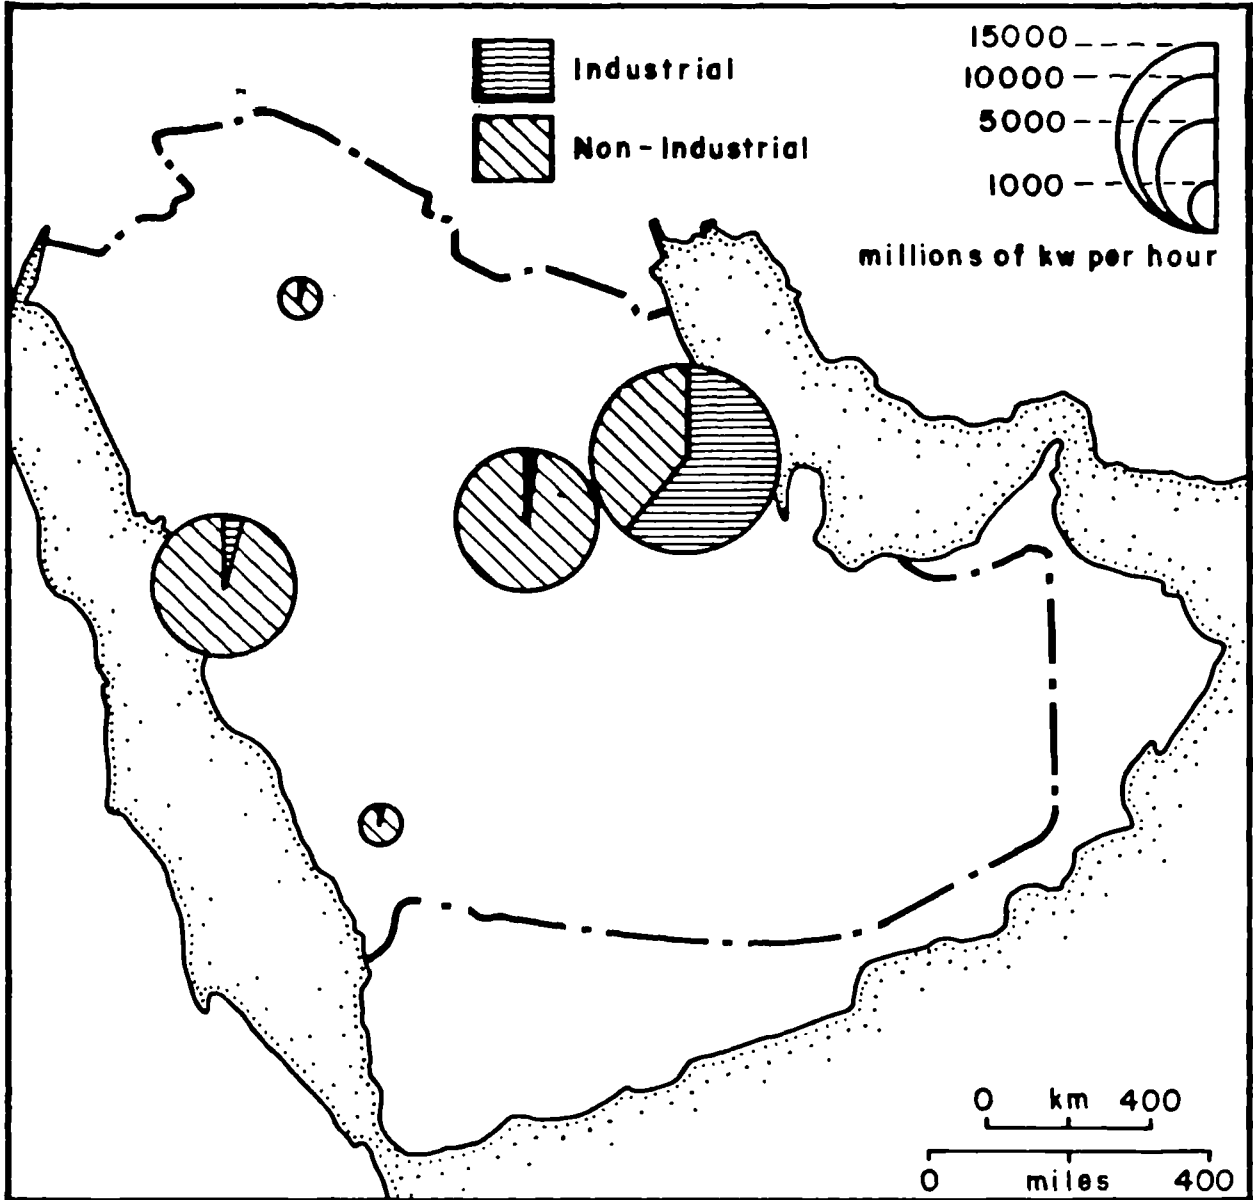 Industrial
Non-Industrial
15000
10000
5000
1000
millions of kw per hour
0 km 400
0 miles 400